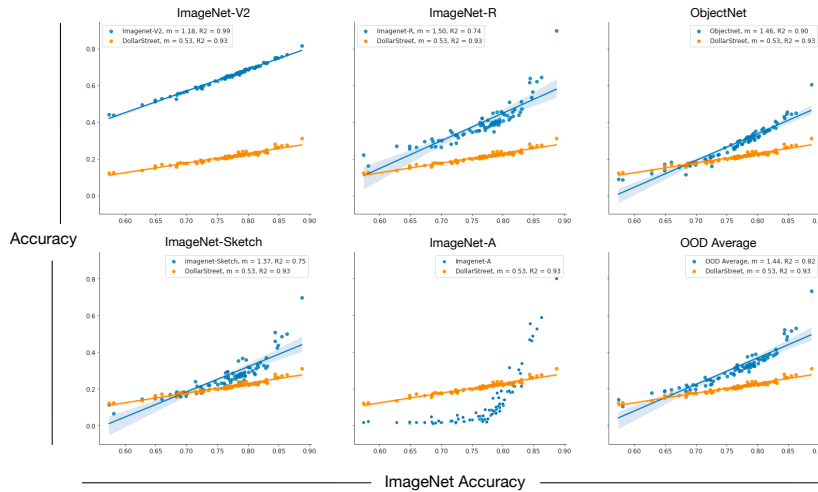 ImageNet-V2
ImageNet-R
ObjectNet
Imagenet-V2, m = 1.18, R2 = 0.99
DollarStreet, m = 0.53, R2 = 0.93
Imagenet-R, m = 1.50, R2 = 0.74
DollarStreet, m = 0.53, R2 = 0.93
Objectnet, m = 1.46, R2 = 0.90
DollarStreet, m = 0.53, R2 = 0.93
0.8
0.6
0.4
0.2
0.0
0.60 0.65 0.70 0.75 0.80 0.85 0.90
0.60 0.65 0.70 0.75 0.80 0.85 0.90
0.60 0.65 0.70 0.75 0.80 0.85
Accuracy
ImageNet-Sketch
ImageNet-A
OOD Average
Imagenet-Sketch, m = 1.37, R2 = 0.75
DollarStreet, m = 0.53, R2 = 0.93
Imagenet-A
DollarStreet, m = 0.53, R2 = 0.93
OOD Average, m = 1.44, R2 = 0.82
DollarStreet, m = 0.53, R2 = 0.93
0.8
0.6
0.4
0.2
0.0
0.60 0.65 0.70 0.75 0.80 0.85 0.90
0.60 0.65 0.70 0.75 0.80 0.85 0.90
0.60 0.65 0.70 0.75 0.80 0.85
ImageNet Accuracy